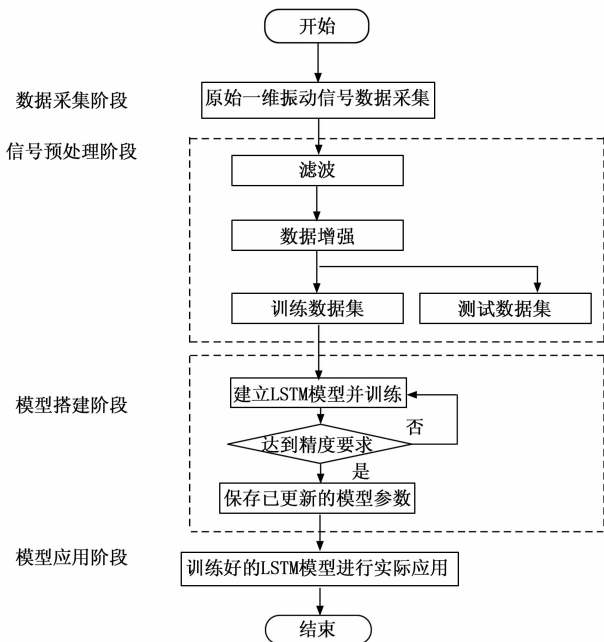 开始
数据采集阶段
原始一维振动信号数据采集
信号预处理阶段
滤波
数据增强
训练数据集
测试数据集
模型搭建阶段
建立LSTM模型并训练
否
达到精度要求
是
保存已更新的模型参数
模型应用阶段
训练好的LSTM模型进行实际应用
结束